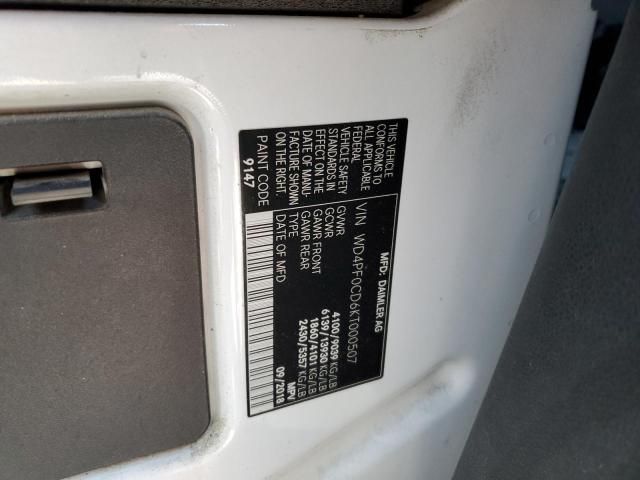 MFD: DAIMLER AG
VIN WD4PF0CD6KT000507
GVWR 4100/9039 KG/LB
GCWR 6139/13930 KG/LB
GAWR FRONT 1860/4101 KG/LB
GAWR REAR 2430/5357 KG/LB
TYPE MPV
DATE OF MFD 09/2018
THIS VEHICLE
CONFORMS TO
ALL APPLICABLE
FEDERAL
VEHICLE SAFETY
STANDARDS IN
EFFECT ON THE
DATE OF MANU-
FACTURE SHOWN
ON THE RIGHT.
PAINT CODE
9147